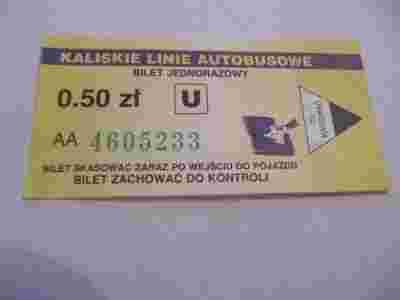 KALISKIE LINIE AUTOBUSOWE
BILET JEDNORAZOWY
0.50 zł U
AA 4605233
BILET SKASOWAĆ ZARAZ PO WEJŚCIU DO POJAZDU
BILET ZACHOWAĆ DO KONTROLI